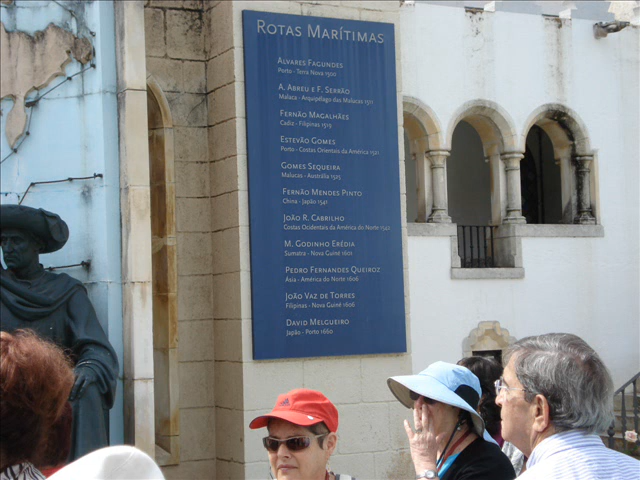 Rotas Marítimas
Alvares Fagundes
Porto - Terra Nova 1500
A. Abreu e F. Serrão
Malaca - Arquipélago das Malucas 1511
Fernão Magalhães
Cadiz - Filipinas 1519
Estevão Gomes
Porto - Costas Orientais da América 1521
Gomes Sequeira
Malucas - Austrália 1525
Fernão Mendes Pinto
China - Japão 1541
João R. Cabrilho
Costas Ocidentais da América do Norte 1542
M. Godinho Erédia
Sumatra - Nova Guiné 1601
Pedro Fernandes Queiroz
Ásia - América do Norte 1606
João Vaz de Torres
Filipinas - Nova Guiné 1606
David Melgueiro
Japão - Porto 1660